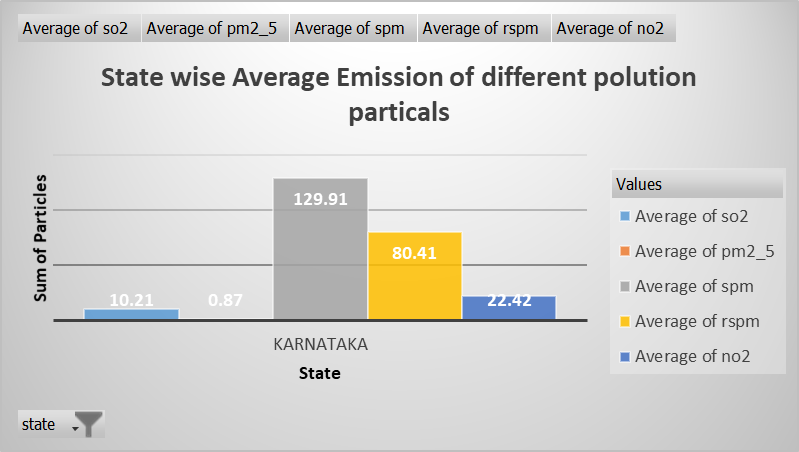 Average of so2 Average of pm2_5 Average of spm Average of rspm Average of no2
State wise Average Emission of different polution
particals
Sum of Particles
129.91
80.41
10.21 0.87 22.42
KARNATAKA
State
Values
Average of so2
Average of pm2_5
Average of spm
Average of rspm
Average of no2
state